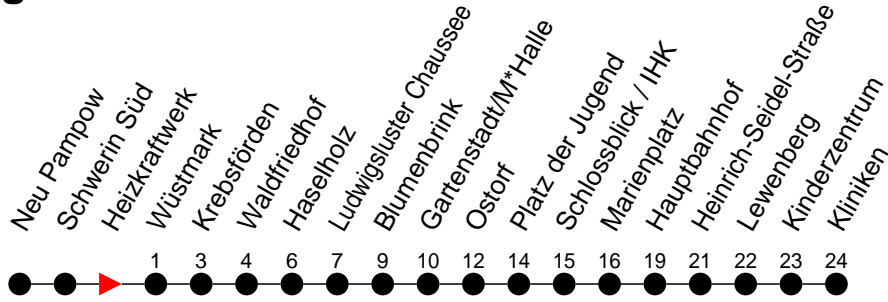 Neu Pampow
Schwerin Süd
Heizkraftwerk
Wüstmark
Krebsförden
Waldfriedhof
Haselholz
Ludwigsluster Chaussee
Blumenbrink
Gartenstadt/M*Halle
Ostorf
Platz der Jugend
Schlossblick / IHK
Marienplatz
Hauptbahnhof
Heinrich-Seidel-Straße
Lewenberg
Kinderzentrum
Kliniken
1 3 4 6 7 9 10 12 14 15 16 19 21 22 23 24